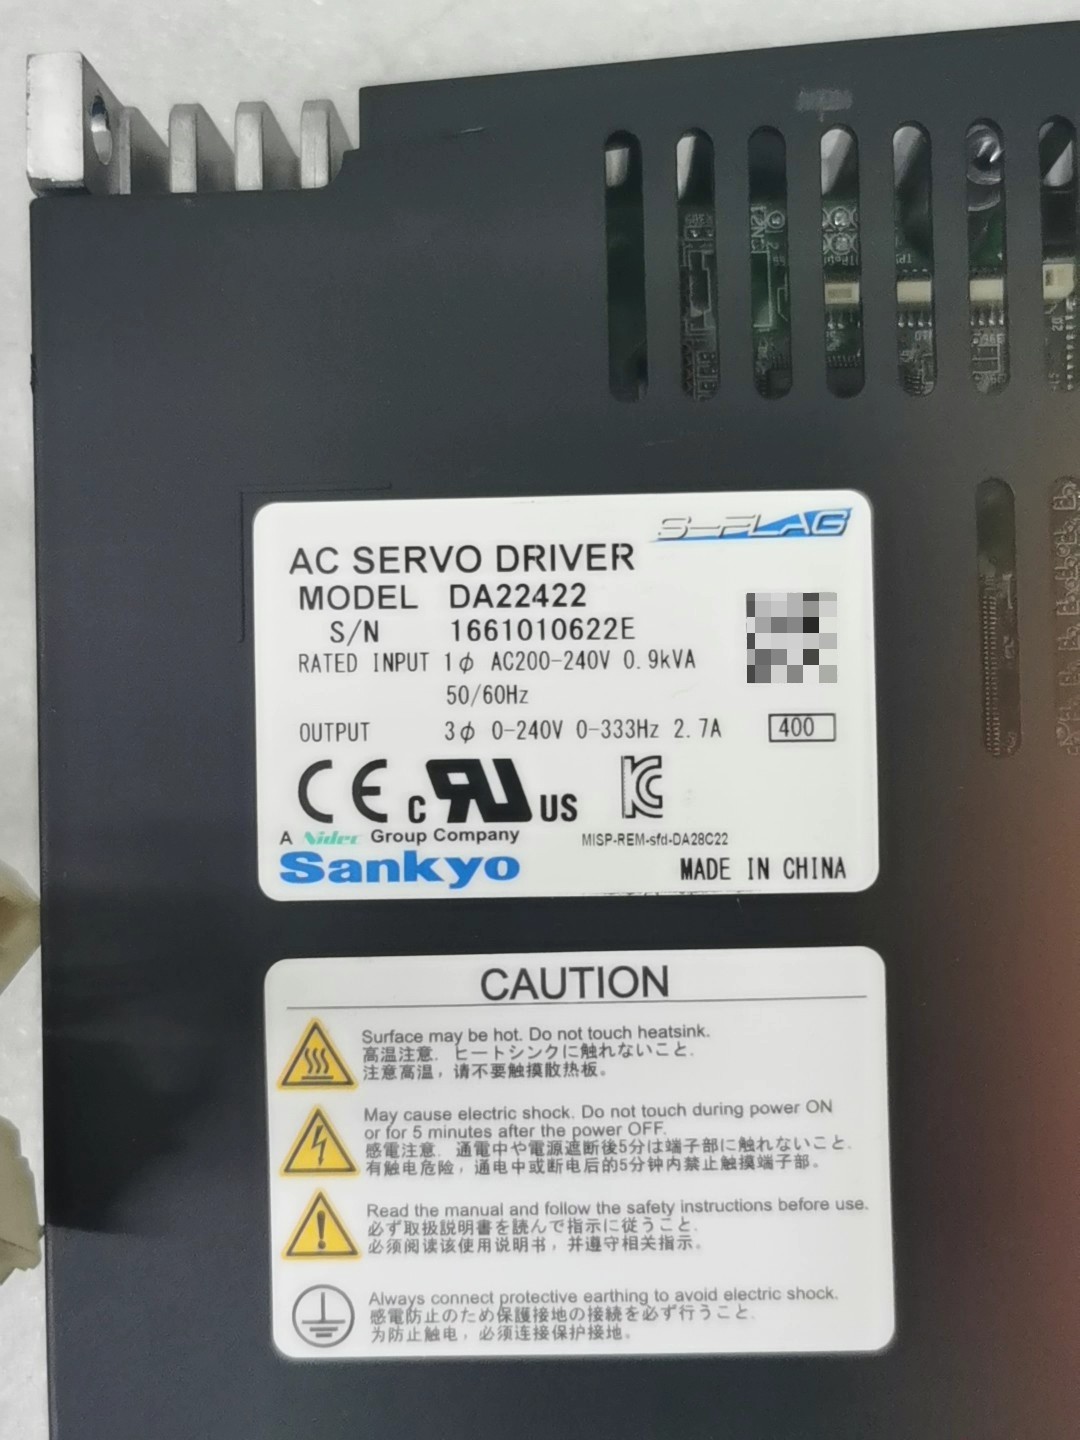 S-FLAG
AC SERVO DRIVER
MODEL DA22422
S/N 1661010622E
RATED INPUT 1ϕ AC200-240V 0.9kVA
50/60Hz
OUTPUT 3ϕ 0-240V 0-333Hz 2.7A 400
CE c RU US KC
A Nidec Group Company
MISP-REM-sfd-DA28C22
Sankyo MADE IN CHINA
CAUTION
Surface may be hot. Do not touch heatsink.
高温注意. ヒートシンクに触れないこと.
注意高温，请不要触摸散热板。
May cause electric shock. Do not touch during power ON
or for 5 minutes after the power OFF.
感電注意. 通電中や電源遮断後5分は端子部に触れないこと.
有触电危险，通电中或断电后的5分钟内禁止触摸端子部。
Read the manual and follow the safety instructions before use.
必ず取扱説明書を読んで指示に従うこと.
必须阅读该使用说明书，并遵守相关指示。
Always connect protective earthing to avoid electric shock.
感電防止のため保護接地の接続を必ず行うこと.
为防止触电，必须连接保护接地。